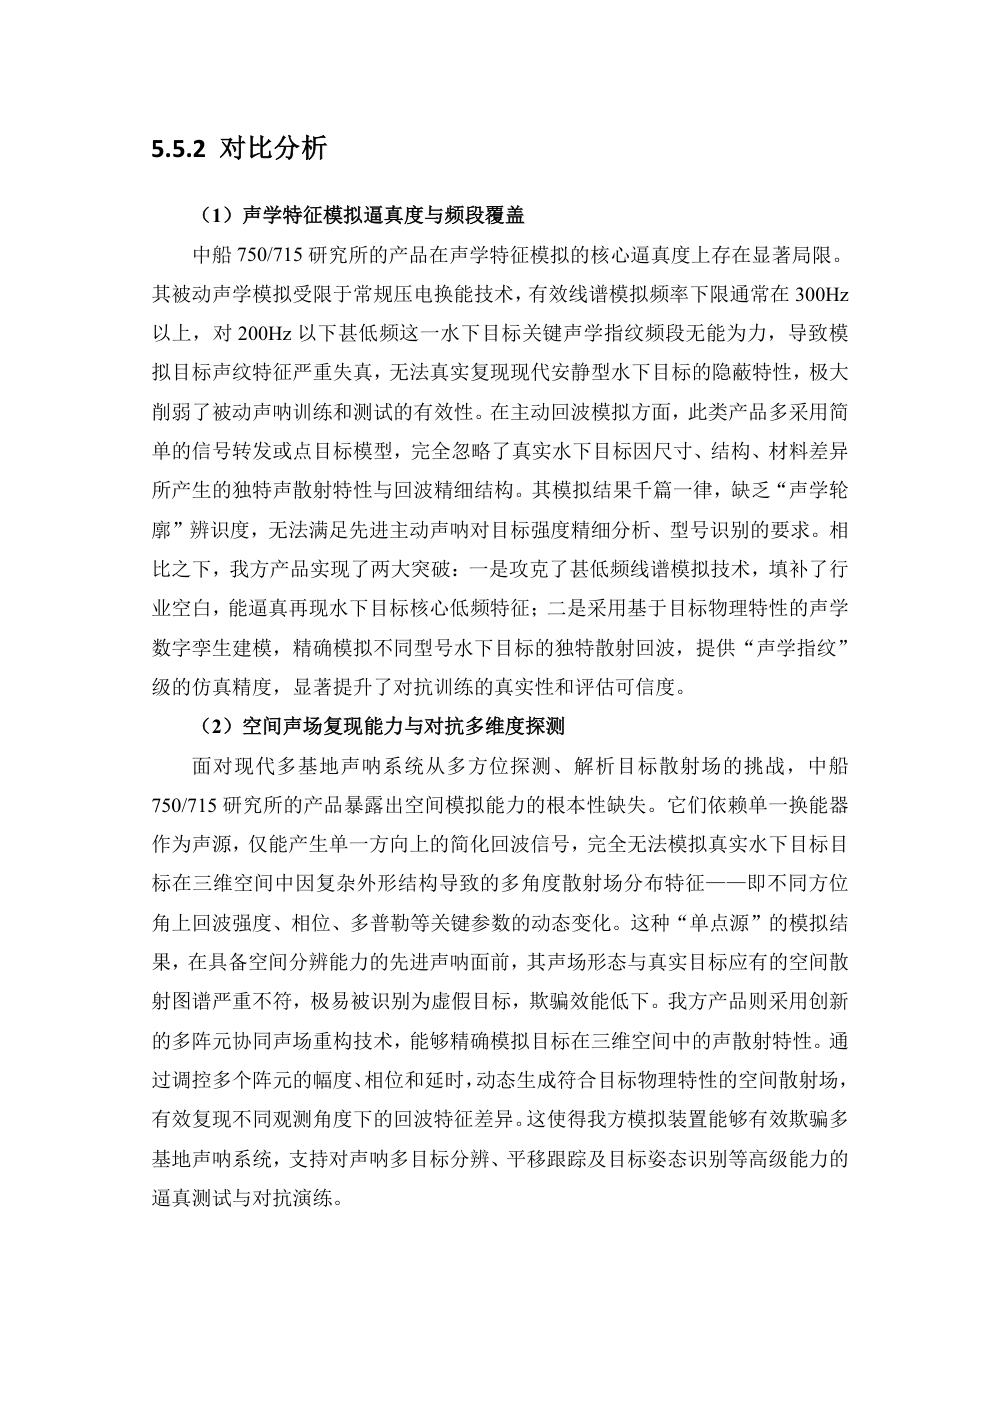 5.5.2 对比分析
（1）声学特征模拟逼真度与频段覆盖
中船 750/715 研究所的产品在声学特征模拟的核心逼真度上存在显著局限。
其被动声学模拟受限于常规压电换能技术，有效线谱模拟频率下限通常在 300Hz
以上，对 200Hz 以下甚低频这一水下目标关键声学指纹频段无能为力，导致模
拟目标声纹特征严重失真，无法真实复现现代安静型水下目标的隐蔽特性，极大
削弱了被动声呐训练和测试的有效性。在主动回波模拟方面，此类产品多采用简
单的信号转发或点目标模型，完全忽略了真实水下目标因尺寸、结构、材料差异
所产生的独特声散射特性与回波精细结构。其模拟结果千篇一律，缺乏“声学轮
廓”辨识度，无法满足先进主动声呐对目标强度精细分析、型号识别的要求。相
比之下，我方产品实现了两大突破：一是攻克了甚低频线谱模拟技术，填补了行
业空白，能逼真再现水下目标核心低频特征；二是采用基于目标物理特性的声学
数字孪生建模，精确模拟不同型号水下目标的独特散射回波，提供“声学指纹”
级的仿真精度，显著提升了对抗训练的真实性和评估可信度。
（2）空间声场复现能力与对抗多维度探测
面对现代多基地声呐系统从多方位探测、解析目标散射场的挑战，中船
750/715 研究所的产品暴露出空间模拟能力的根本性缺失。它们依赖单一换能器
作为声源，仅能产生单一方向上的简化回波信号，完全无法模拟真实水下目标目
标在三维空间中因复杂外形结构导致的多角度散射场分布特征——即不同方位
角上回波强度、相位、多普勒等关键参数的动态变化。这种“单点源”的模拟结
果，在具备空间分辨能力的先进声呐面前，其声场形态与真实目标应有的空间散
射图谱严重不符，极易被识别为虚假目标，欺骗效能低下。我方产品则采用创新
的多阵元协同声场重构技术，能够精确模拟目标在三维空间中的声散射特性。通
过调控多个阵元的幅度、相位和延时，动态生成符合目标物理特性的空间散射场，
有效复现不同观测角度下的回波特征差异。这使得我方模拟装置能够有效欺骗多
基地声呐系统，支持对声呐多目标分辨、平移跟踪及目标姿态识别等高级能力的
逼真测试与对抗演练。